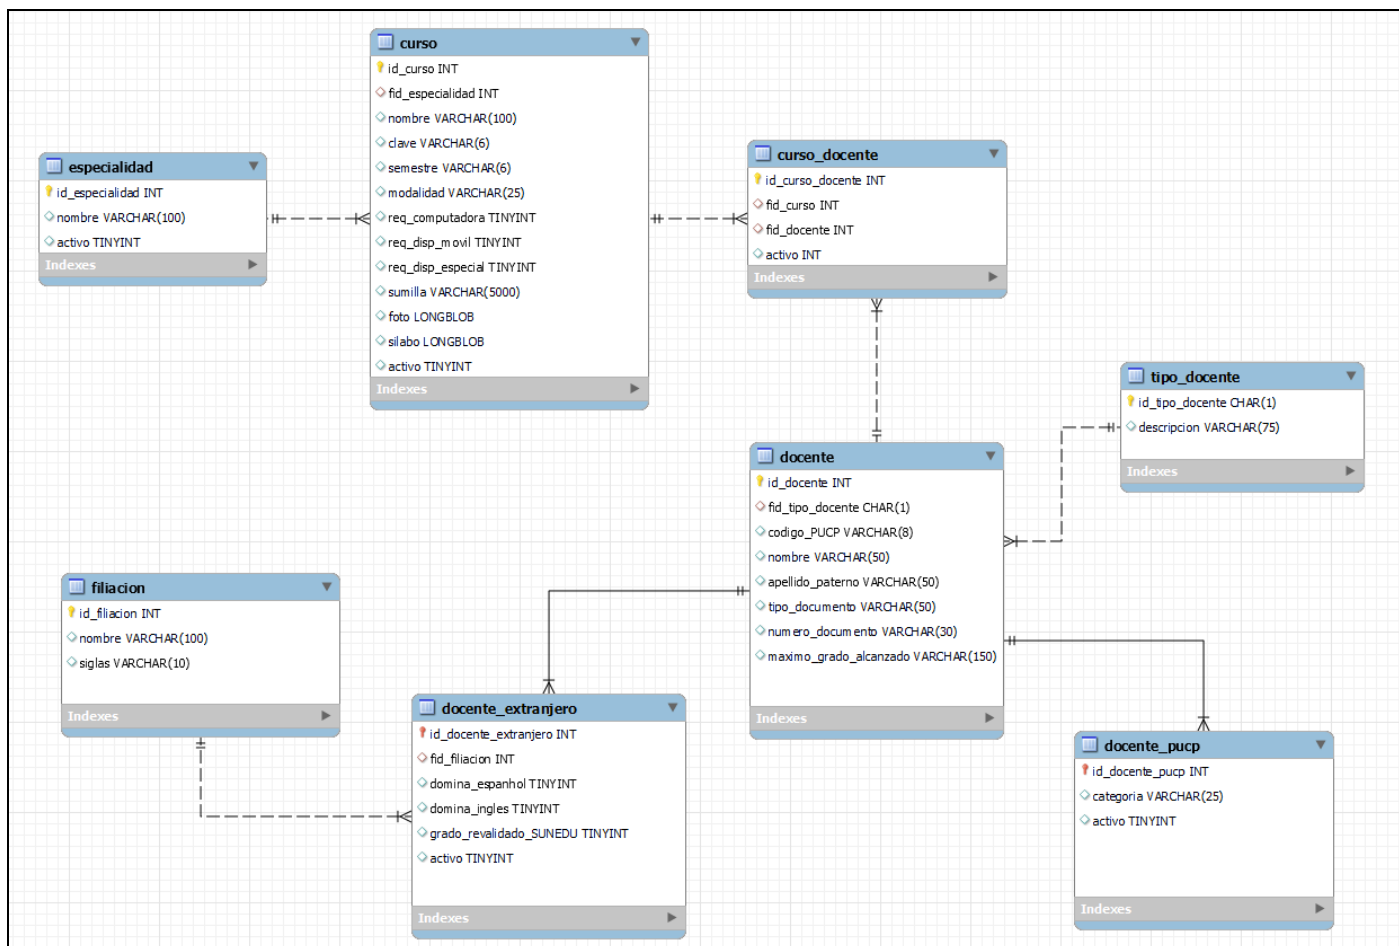 curso
id_curso INT
fid_especialidad INT
nombre VARCHAR(100)
clave VARCHAR(6)
semestre VARCHAR(6)
modalidad VARCHAR(25)
req_computadora TINYINT
req_disp_movil TINYINT
req_disp_especial TINYINT
sumilla VARCHAR(5000)
foto LONGBLOB
silabo LONGBLOB
activo TINYINT
Indexes
especialidad
id_especialidad INT
nombre VARCHAR(100)
activo TINYINT
Indexes
curso_docente
id_curso_docente INT
fid_curso INT
fid_docente INT
activo INT
Indexes
tipo_docente
id_tipo_docente CHAR(1)
descripcion VARCHAR(75)
Indexes
docente
id_docente INT
fid_tipo_docente CHAR(1)
codigo_PUCP VARCHAR(8)
nombre VARCHAR(50)
apellido_paterno VARCHAR(50)
tipo_documento VARCHAR(50)
numero_documento VARCHAR(30)
maximo_grado_alcanzado VARCHAR(150)
Indexes
filiacion
id_filiacion INT
nombre VARCHAR(100)
siglas VARCHAR(10)
Indexes
docente_extranjero
id_docente_extranjero INT
fid_filiacion INT
domina_espanhol TINYINT
domina_ingles TINYINT
grado_revalidado_SUNEDU TINYINT
activo TINYINT
Indexes
docente_pucp
id_docente_pucp INT
categoria VARCHAR(25)
activo TINYINT
Indexes